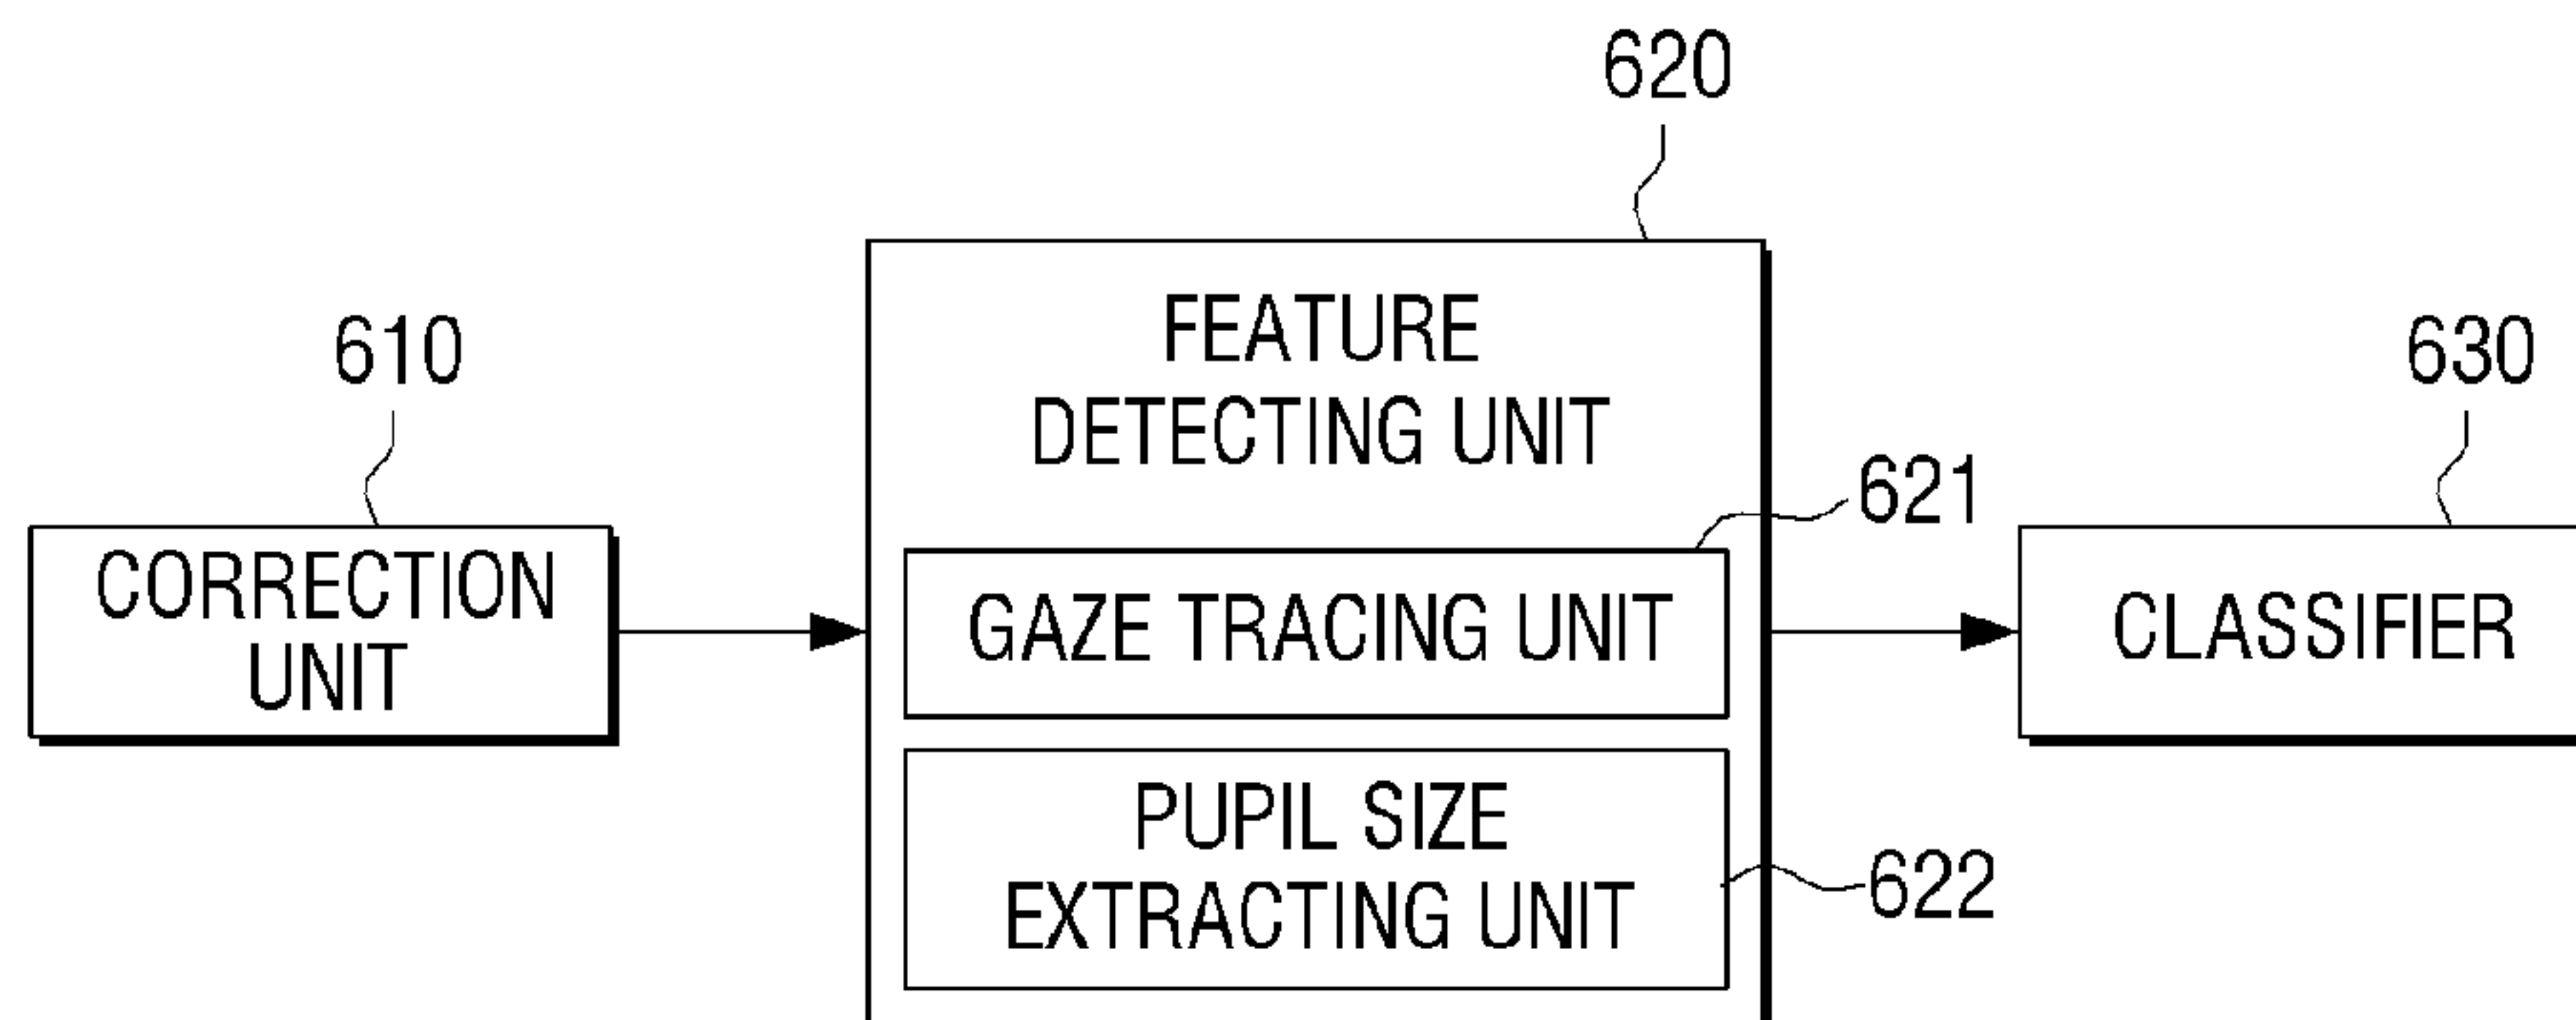 620
610
FEATURE
DETECTING UNIT
630
621
CORRECTION
UNIT
GAZE TRACING UNIT
CLASSIFIER
PUPIL SIZE
EXTRACTING UNIT
622